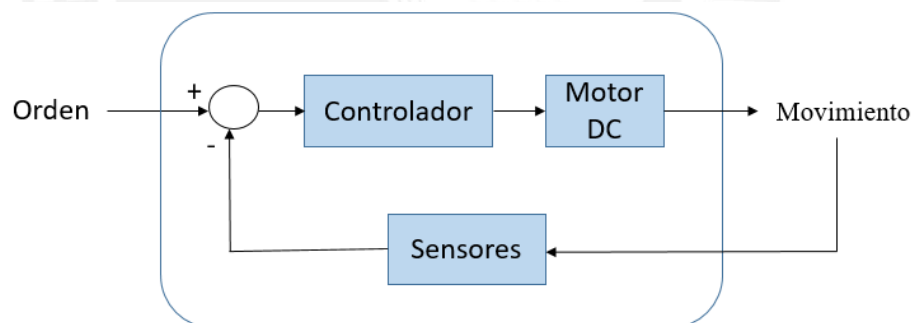 Orden
+
-
Controlador
Motor
DC
Movimiento
Sensores